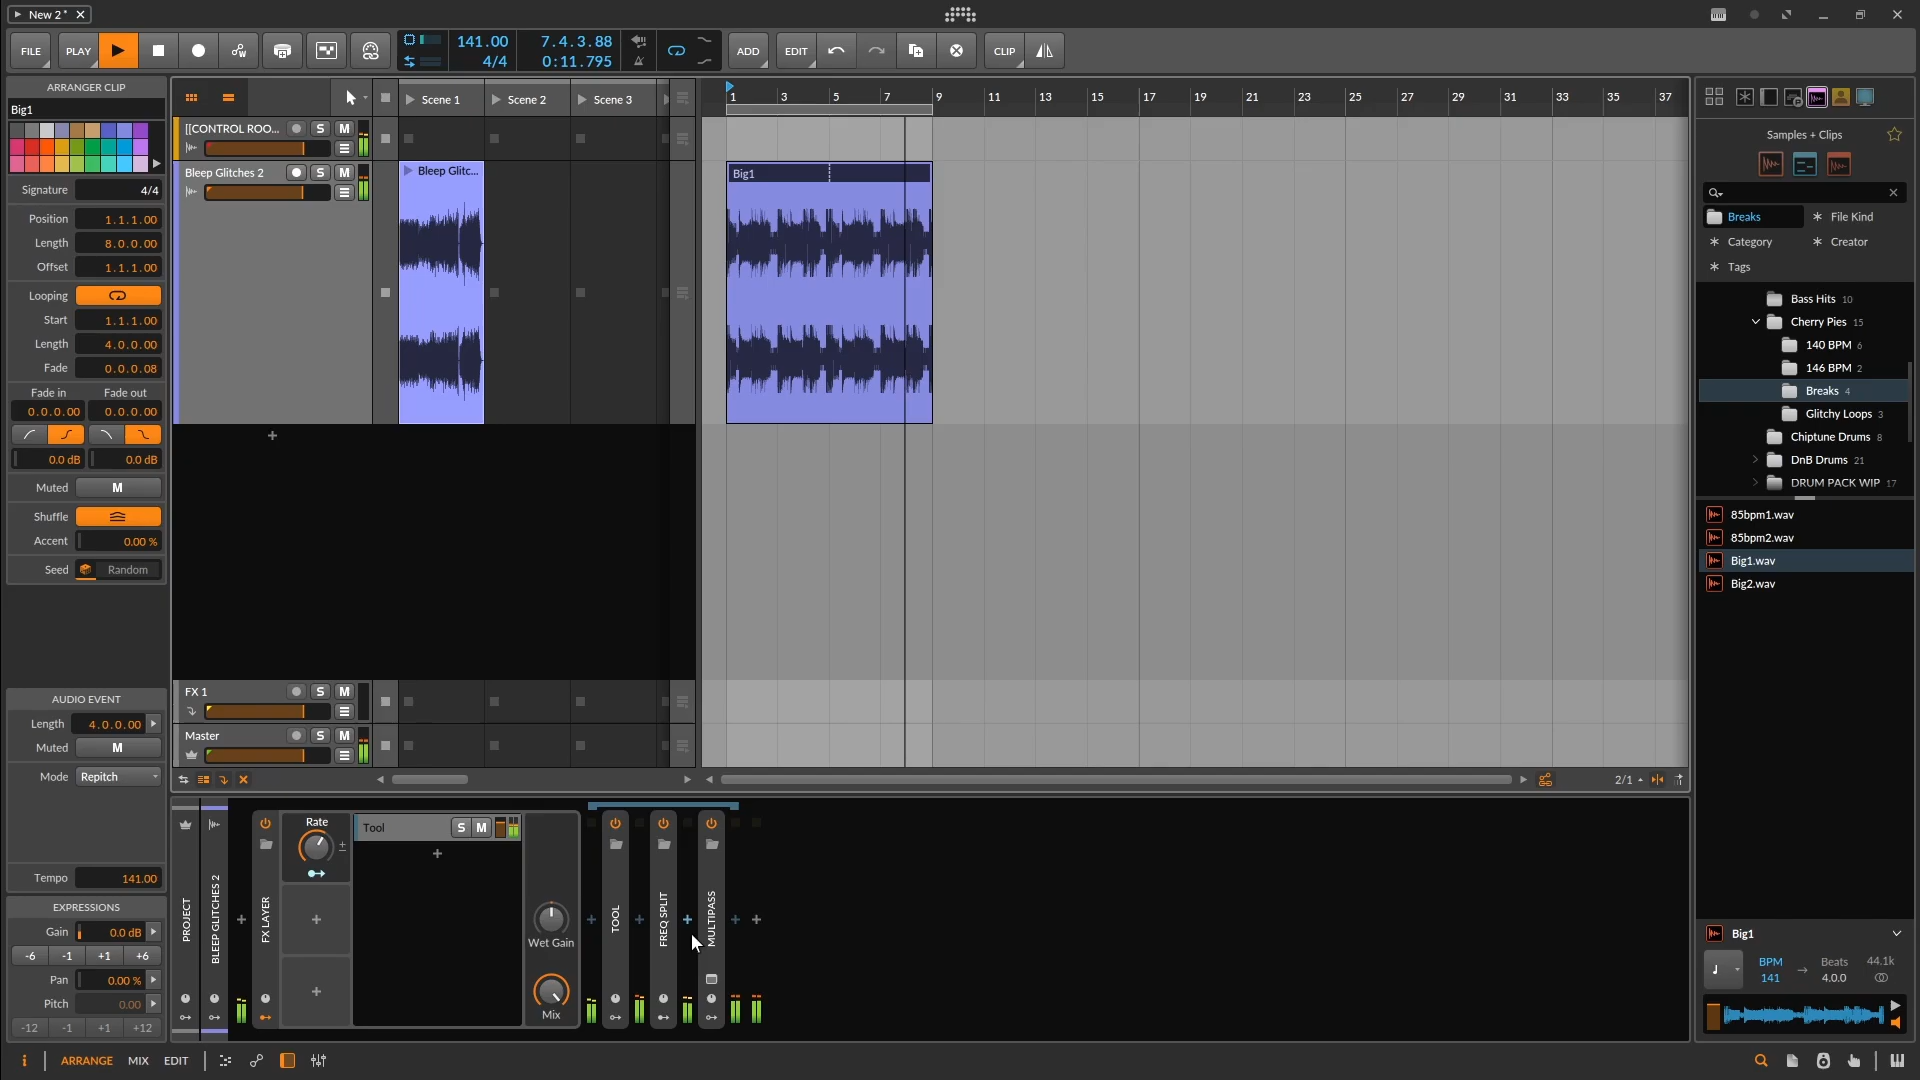 New 2*
FILE
PLAY
141.00
4/4
7.4.3.88
0:11.795
ADD
EDIT
CLIP
ARRANGER CLIP
Big1
Signature 4/4
Position 1.1.1.00
Length 8.0.0.00
Offset 1.1.1.00
Looping
Start 1.1.1.00
Length 4.0.0.00
Fade 0.0.0.08
Fade in Fade out
0.0.0.00 0.0.0.00
0.0 dB 0.0 dB
Muted M
Shuffle
Accent 0.00 %
Seed Random
AUDIO EVENT
Length 4.0.0.00
Muted M
Mode Repitch
Tempo 141.00
EXPRESSIONS
Gain 0.0 dB
-6 -1 +1 +6
Pan 0.00 %
Pitch 0.00
-12 -1 +1 +12
Scene 1 Scene 2 Scene 3
[[CONTROL ROO... S M
Bleep Glitches 2 S M
Bleep Glitc...
FX 1 S M
Master S M
1 3 5 7 9 11 13 15 17 19 21 23 25 27 29 31 33 35 37
Big1
2/1
PROJECT
BLEEP GLITCHES 2
FX LAYER
Rate
Tool S M
Wet Gain
Mix
TOOL
FREQ SPLIT
MULTIPASS
Samples + Clips
Breaks
File Kind
Category
Creator
Tags
Bass Hits 10
Cherry Pies 15
140 BPM 6
146 BPM 2
Breaks 4
Glitchy Loops 3
Chiptune Drums 8
DnB Drums 21
DRUM PACK WIP 17
85bpm1.wav
85bpm2.wav
Big1.wav
Big2.wav
Big1
BPM Beats 44.1k
141 4.0.0
ARRANGE MIX EDIT